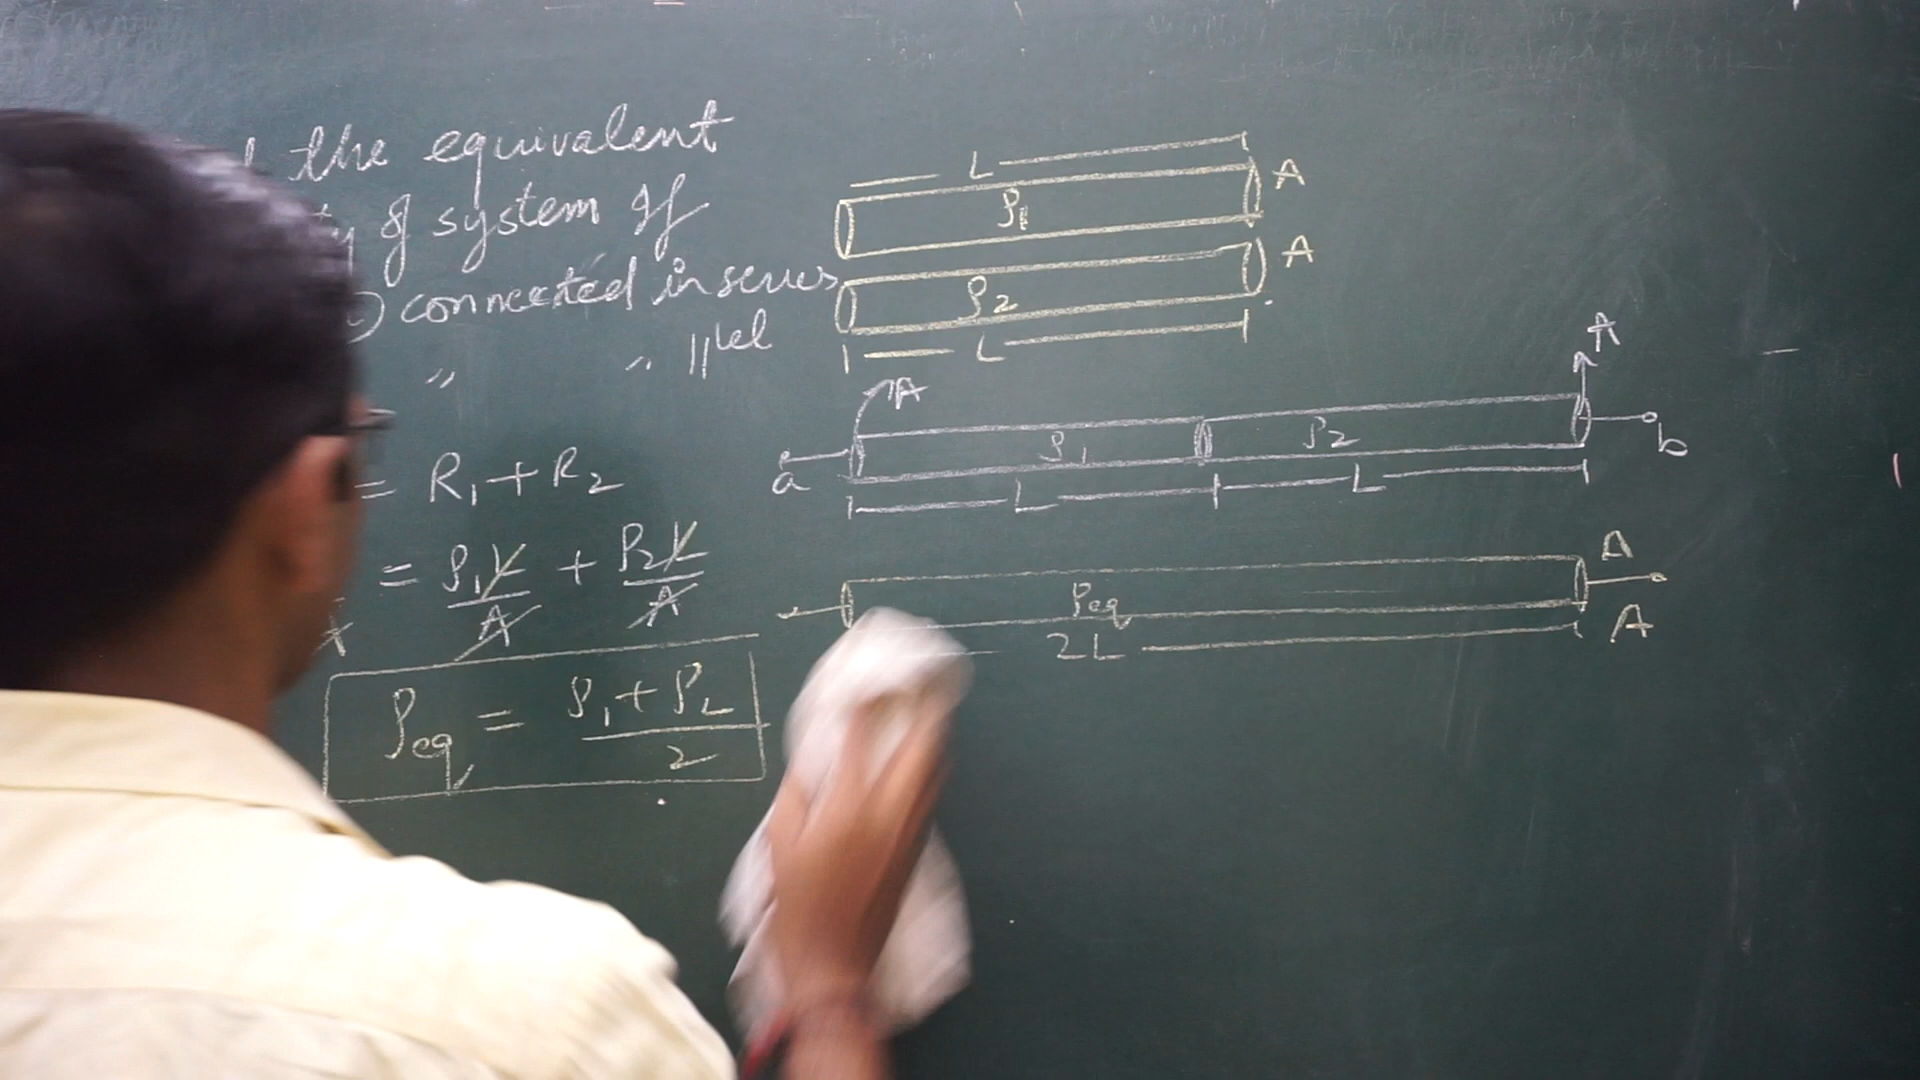 the equivalent
of system if
connected in series
" " ||lel
= R₁ + R₂
= ρ₁L/A + ρ₂L/A
ρeq = (ρ₁ + ρ₂)/2
L
ρ₁ A
ρ₂ A
L
A A
a ρ₁ ρ₂ b
L L
A
ρeq
2L A